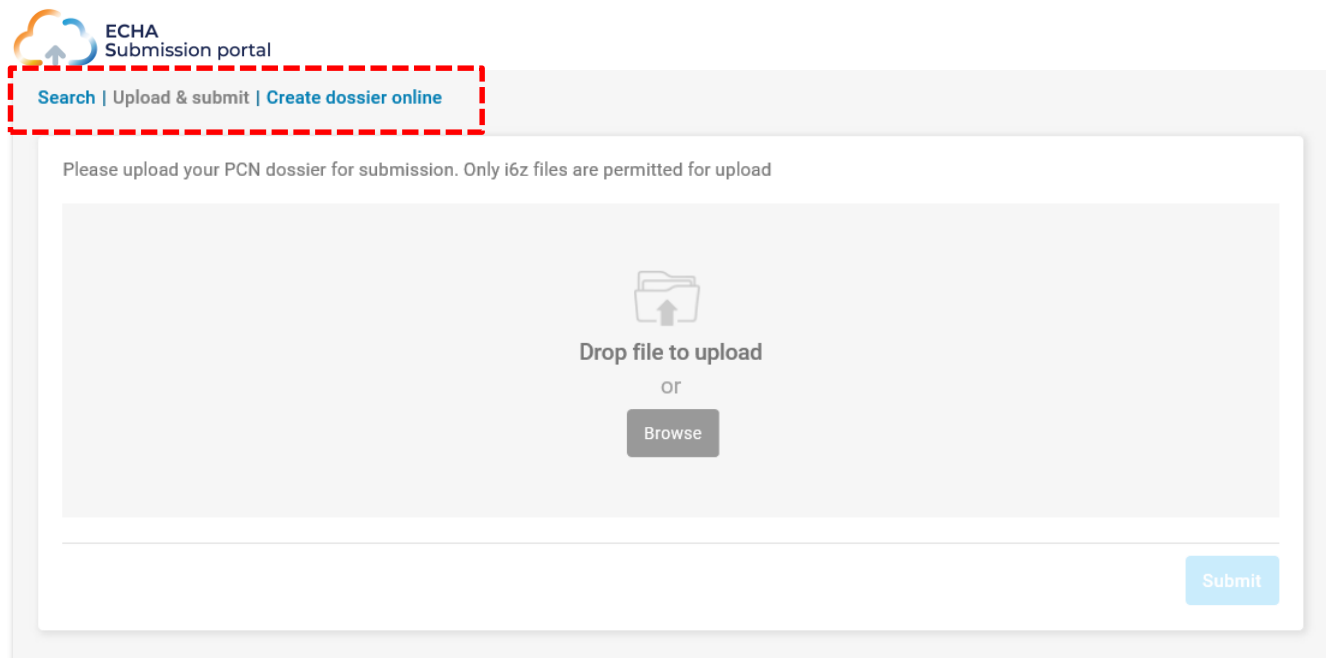 ECHA
Submission portal
Search | Upload & submit | Create dossier online
Please upload your PCN dossier for submission. Only i6z files are permitted for upload
Drop file to upload
or
Browse
Submit